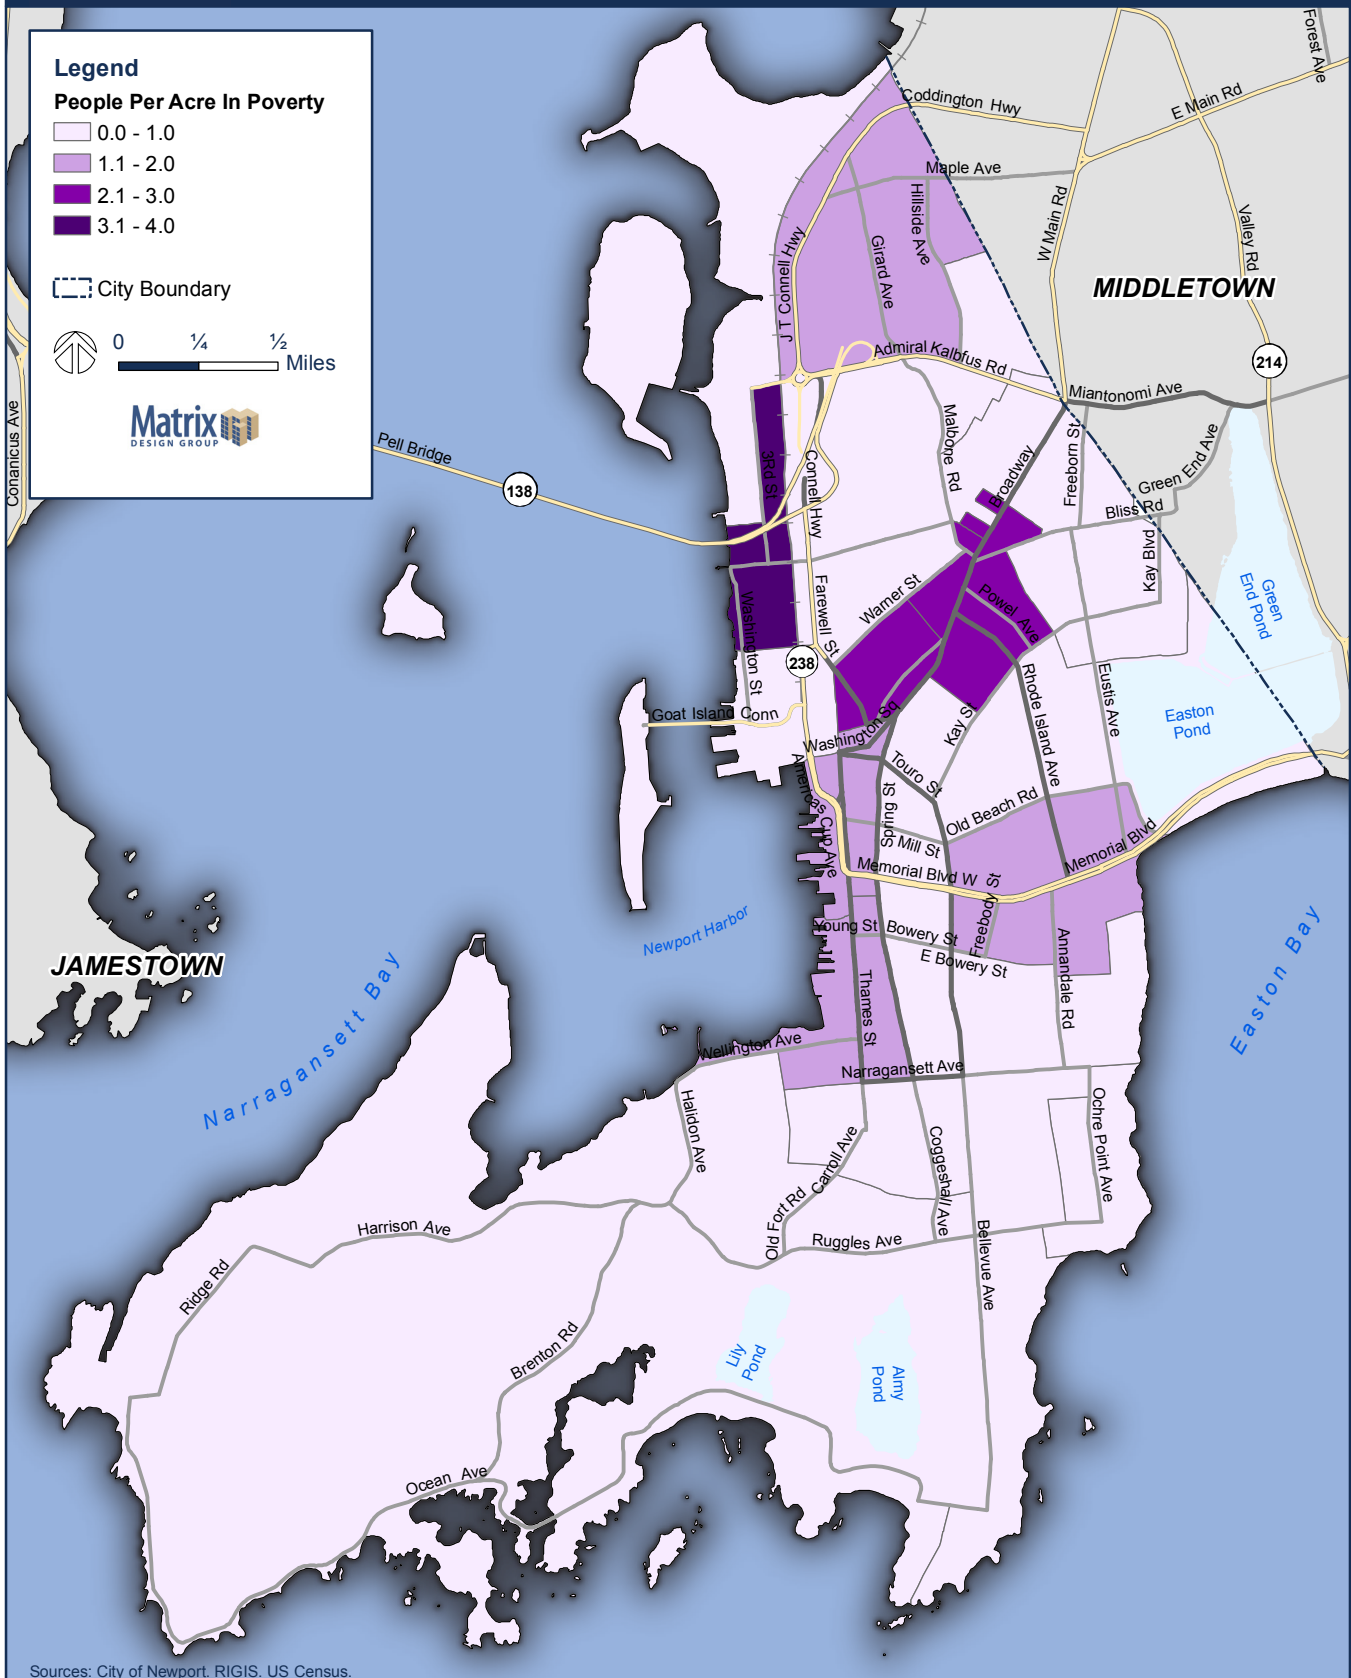 Legend
People Per Acre In Poverty
0.0 - 1.0
1.1 - 2.0
2.1 - 3.0
3.1 - 4.0
City Boundary
0 ¼ ½
Miles
Matrix
DESIGN GROUP
Forest Ave
E Main Rd
Coddington Hwy
Maple Ave
Hillside Ave
Girard Ave
W Main Rd
Valley Rd
J T Connell Hwy
MIDDLETOWN
214
Admiral Kalbfus Rd
Miantonomi Ave
Conanicus Ave
Pell Bridge
138
3Rd St
Connell Hwy
Malbone Rd
Broadway
Freeborn St
Green End Ave
Bliss Rd
Kay Blvd
Green
End Pond
Warner St
Powel Ave
Farewell St
Washington St
238
Rhode Island Ave
Eustis Ave
Easton
Pond
Goat Island Conn
Washington Sq
Kay St
Touro St
Americas Cup Ave
Spring St
Old Beach Rd
Mill St
Memorial Blvd
Memorial Blvd W
Freebody St
Newport Harbor
Young St
Bowery St
E Bowery St
Annandale Rd
Easton Bay
JAMESTOWN
Narragansett Bay
Thames St
Wellington Ave
Narragansett Ave
Halidon Ave
Carroll Ave
Coggeshall Ave
Ochre Point Ave
Old Fort Rd
Harrison Ave
Ruggles Ave
Bellevue Ave
Ridge Rd
Brenton Rd
Lily
Pond
Almy
Pond
Ocean Ave
Sources: City of Newport, RIGIS, US Census.